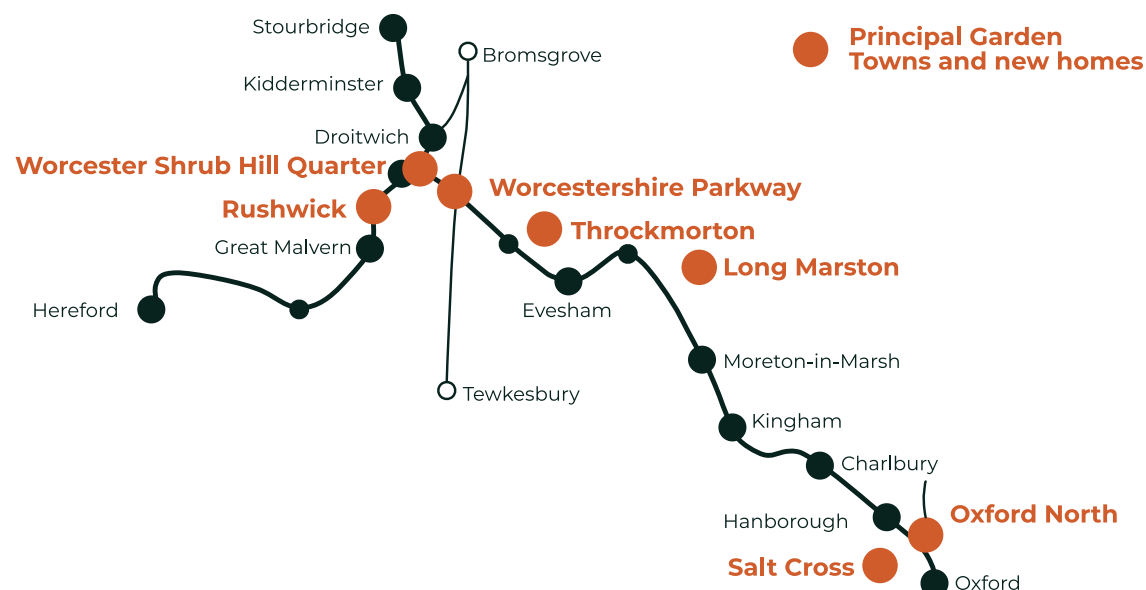 Stourbridge
Principal Garden
Towns and new homes
Bromsgrove
Kidderminster
Droitwich
Worcester Shrub Hill Quarter
Worcestershire Parkway
Rushwick
Throckmorton
Great Malvern
Long Marston
Hereford
Evesham
Moreton-in-Marsh
Tewkesbury
Kingham
Charlbury
Oxford North
Hanborough
Salt Cross
Oxford